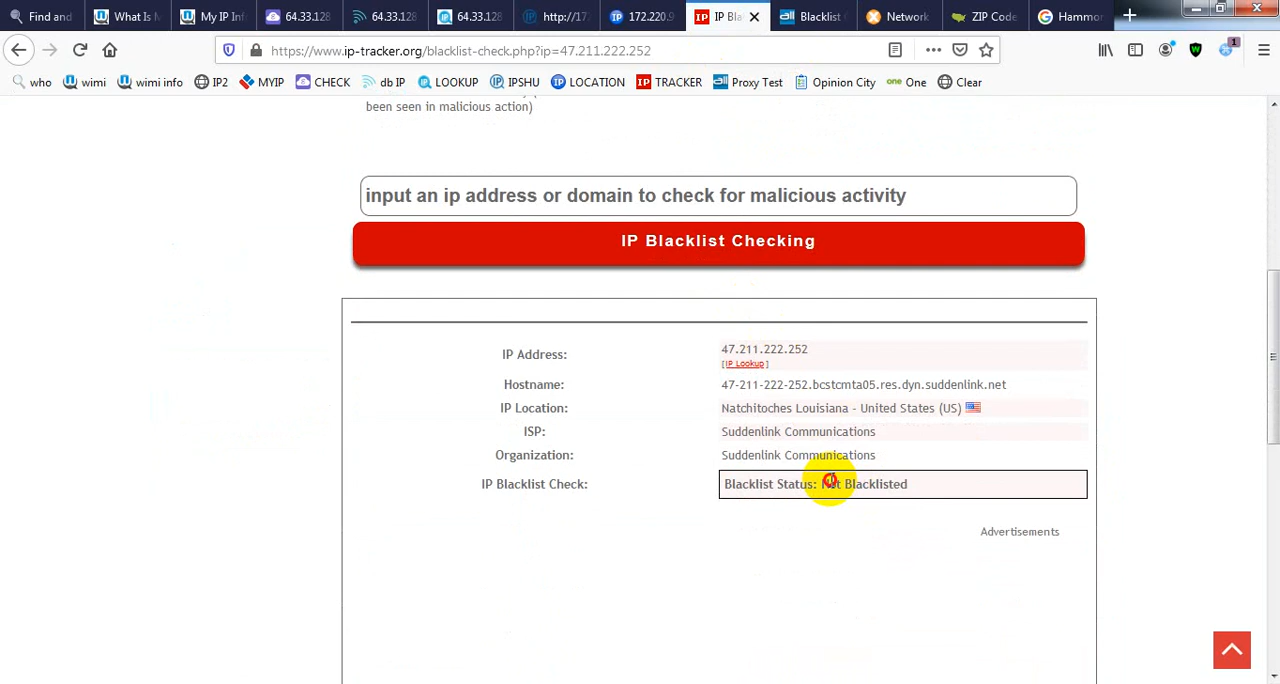 Find and
What Is M
My IP Inf
64.33.128
64.33.128
64.33.128
http://17
172.220.9
IP Bla
Blacklist
Network
ZIP Code
Hammor
https://www.ip-tracker.org/blacklist-check.php?ip=47.211.222.252
1
who
wimi
wimi info
IP2
MYIP
CHECK
db IP
LOOKUP
IPSHU
LOCATION
TRACKER
Proxy Test
Opinion City
One
Clear
been seen in malicious action)
input an ip address or domain to check for malicious activity
IP Blacklist Checking
IP Address:
47.211.222.252
[IP Lookup]
Hostname:
47-211-222-252.bcstcmta05.res.dyn.suddenlink.net
IP Location:
Natchitoches Louisiana - United States (US)
ISP:
Suddenlink Communications
Organization:
Suddenlink Communications
IP Blacklist Check:
Blacklist Status: Not Blacklisted
Advertisements